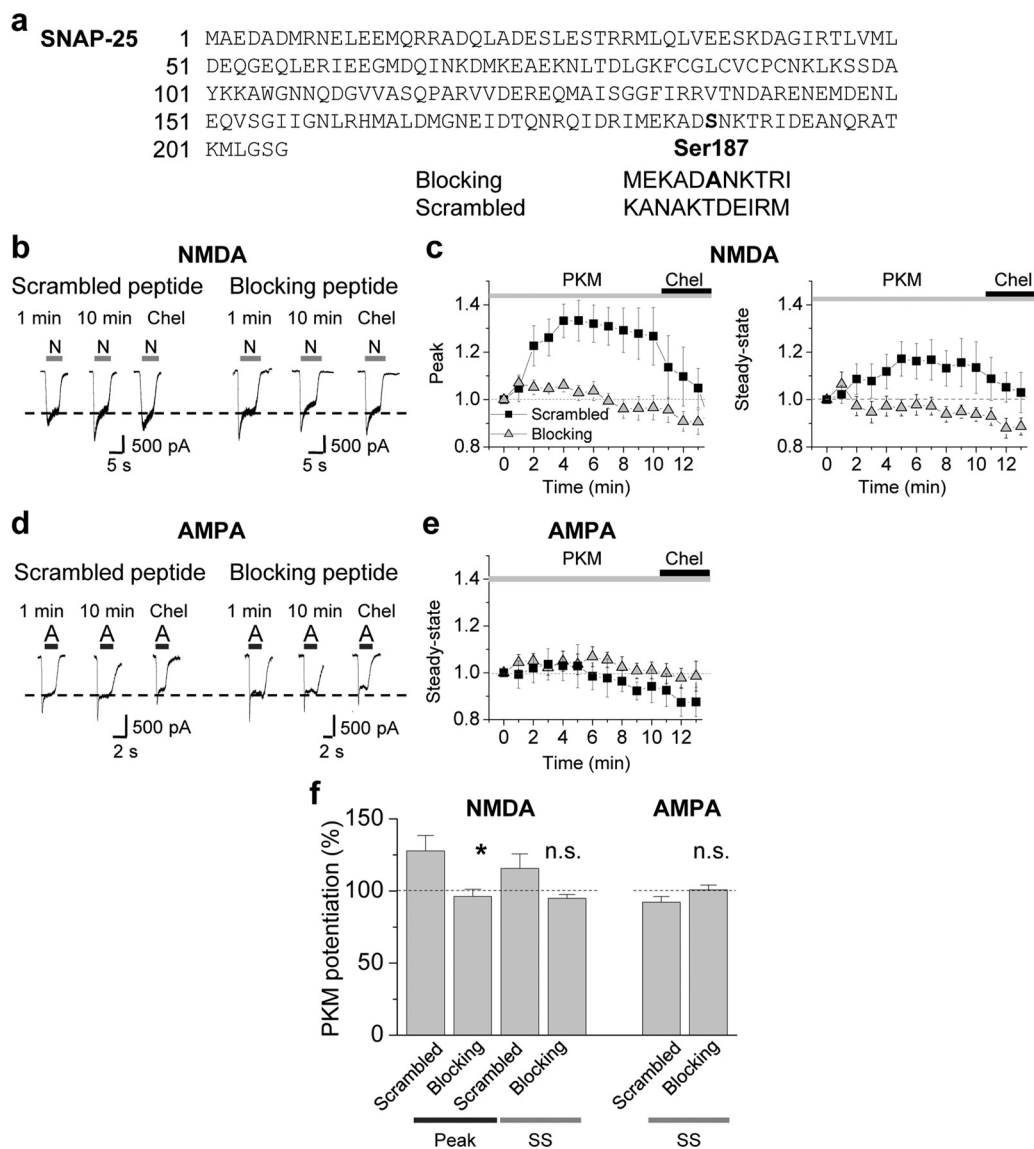 a
SNAP-25 1 MAEDADMRNELEEMQRRADQLADESLESTRRMLQLVEESKDAGIRTLVML
51 DEQGEQLERIEEGMDQINKDMKEAEKNLTDLGKFCGLCVCPCNKLKSSDA
101 YKKAWGNNQDGVVASQPARVVDEREQMAISGGFIRRVTNDARENEMDENL
151 EQVSGIIGNLRHMALDMGNEIDTQNRQIDRIMEKADSNKTRIDEANQRAT
201 KMLGSG
Ser187
Blocking MEKADANKTRI
Scrambled KANAKTDEIRM
b
NMDA
Scrambled peptide Blocking peptide
1 min 10 min Chel 1 min 10 min Chel
N N N N N N
500 pA 500 pA
5 s 5 s
c
NMDA
PKM Chel
Peak
1.4
1.2
1.0
0.8
Scrambled
Blocking
0 2 4 6 8 10 12
Time (min)
PKM Chel
Steady-state
1.4
1.2
1.0
0.8
0 2 4 6 8 10 12
Time (min)
d
AMPA
Scrambled peptide Blocking peptide
1 min 10 min Chel 1 min 10 min Chel
A A A A A A
500 pA 500 pA
2 s 2 s
e
AMPA
PKM Chel
Steady-state
1.4
1.2
1.0
0.8
0 2 4 6 8 10 12
Time (min)
f
NMDA AMPA
PKM potentiation (%)
150
100
50
0
* n.s. n.s.
Scrambled Blocking Scrambled Blocking Scrambled Blocking
Peak SS SS